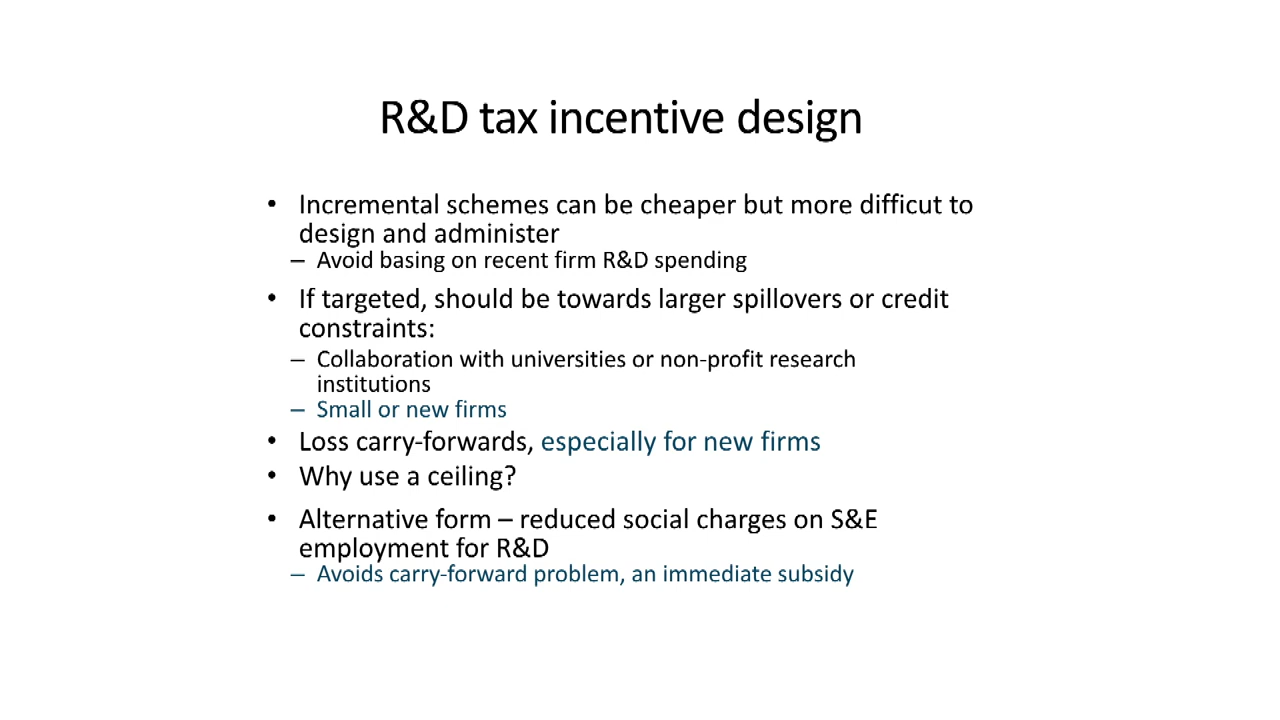 R&D tax incentive design
• Incremental schemes can be cheaper but more difficut to
design and administer
– Avoid basing on recent firm R&D spending
• If targeted, should be towards larger spillovers or credit
constraints:
– Collaboration with universities or non-profit research
institutions
– Small or new firms
• Loss carry-forwards, especially for new firms
• Why use a ceiling?
• Alternative form – reduced social charges on S&E
employment for R&D
– Avoids carry-forward problem, an immediate subsidy